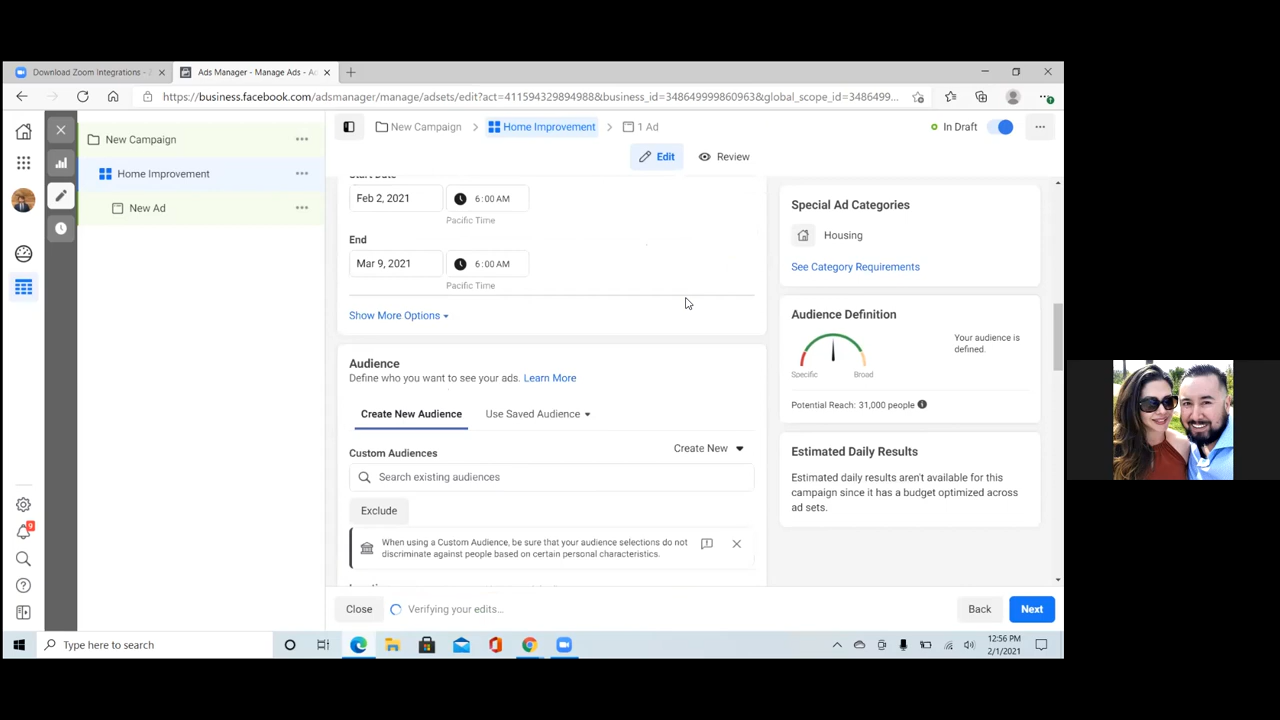 Download Zoom Integrations -
Ads Manager - Manage Ads - Ad
https://business.facebook.com/adsmanager/manage/adsets/edit?act=411594329894988&business_id=348649999860963&global_scope_id=3486499...
New Campaign
Home Improvement
New Ad
New Campaign
Home Improvement
1 Ad
In Draft
Edit
Review
Start Date
Feb 2, 2021
6:00 AM
Pacific Time
End
Mar 9, 2021
6:00 AM
Pacific Time
Show More Options
Audience
Define who you want to see your ads. Learn More
Create New Audience
Use Saved Audience
Custom Audiences
Create New
Search existing audiences
Exclude
When using a Custom Audience, be sure that your audience selections do not
discriminate against people based on certain personal characteristics.
Special Ad Categories
Housing
See Category Requirements
Audience Definition
Your audience is
defined.
Specific
Broad
Potential Reach: 31,000 people
Estimated Daily Results
Estimated daily results aren't available for this
campaign since it has a budget optimized across
ad sets.
9
Close
Verifying your edits...
Back
Next
Type here to search
12:56 PM
2/1/2021